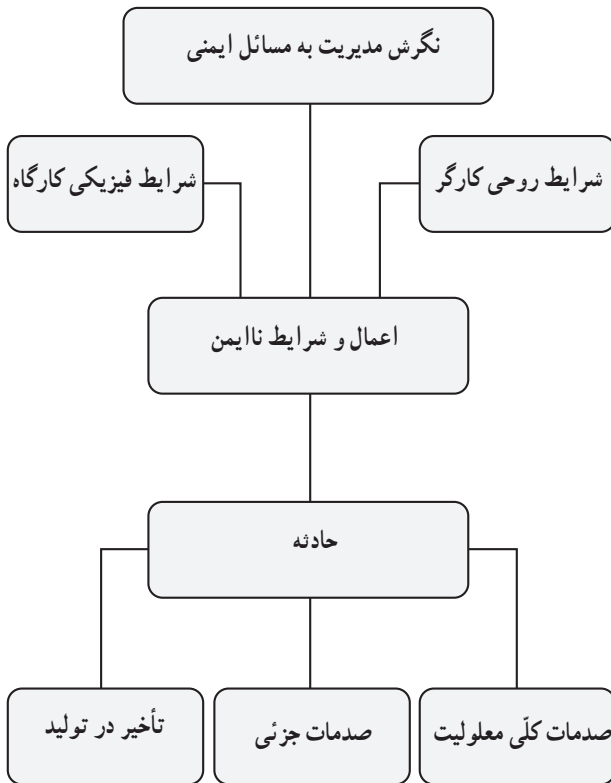 نگرش مدیریت به مسائل ایمنی
شرایط روحی کارگر
شرایط فیزیکی کارگاه
اعمال و شرایط ناایمن
حادثه
صدمات کلّی معلولیت
صدمات جزئی
تأخیر در تولید